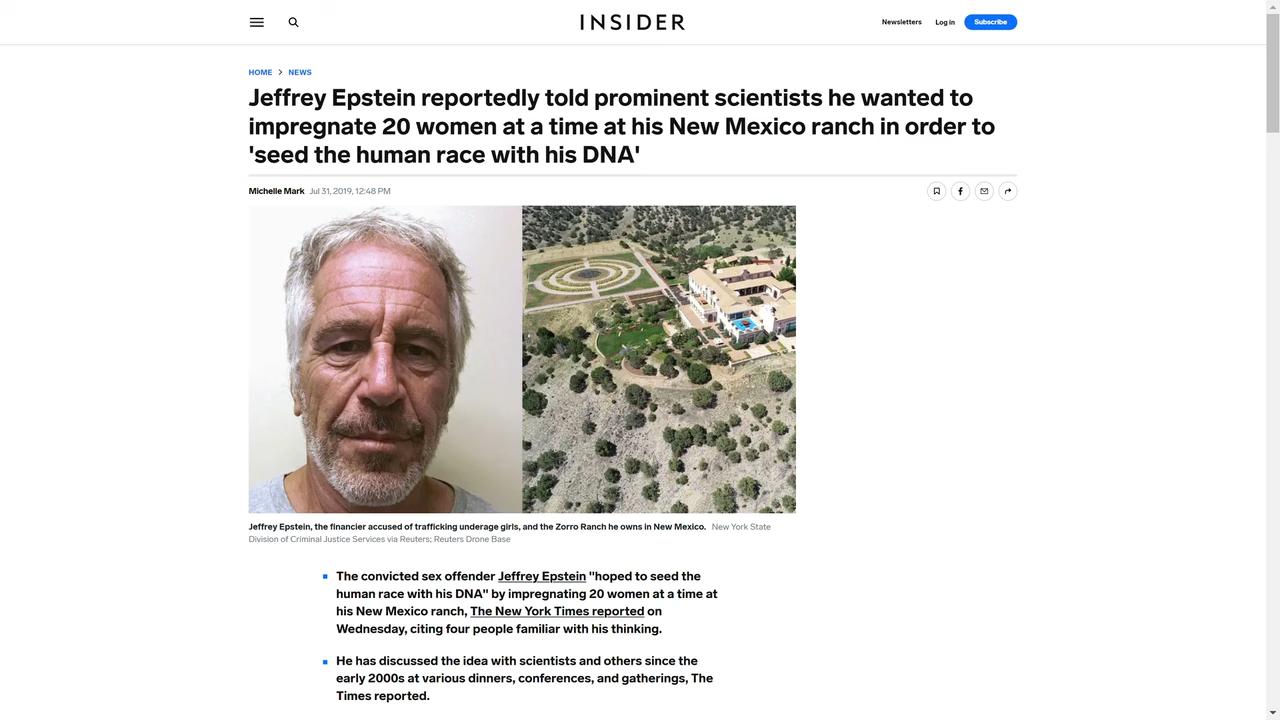 INSIDER
Newsletters
Log in
Subscribe
HOME > NEWS
Jeffrey Epstein reportedly told prominent scientists he wanted to
impregnate 20 women at a time at his New Mexico ranch in order to
'seed the human race with his DNA'
Michelle Mark Jul 31, 2019, 12:48 PM
Jeffrey Epstein, the financier accused of trafficking underage girls, and the Zorro Ranch he owns in New Mexico. New York State
Division of Criminal Justice Services via Reuters; Reuters Drone Base
The convicted sex offender Jeffrey Epstein "hoped to seed the
human race with his DNA" by impregnating 20 women at a time at
his New Mexico ranch, The New York Times reported on
Wednesday, citing four people familiar with his thinking.
He has discussed the idea with scientists and others since the
early 2000s at various dinners, conferences, and gatherings, The
Times reported.